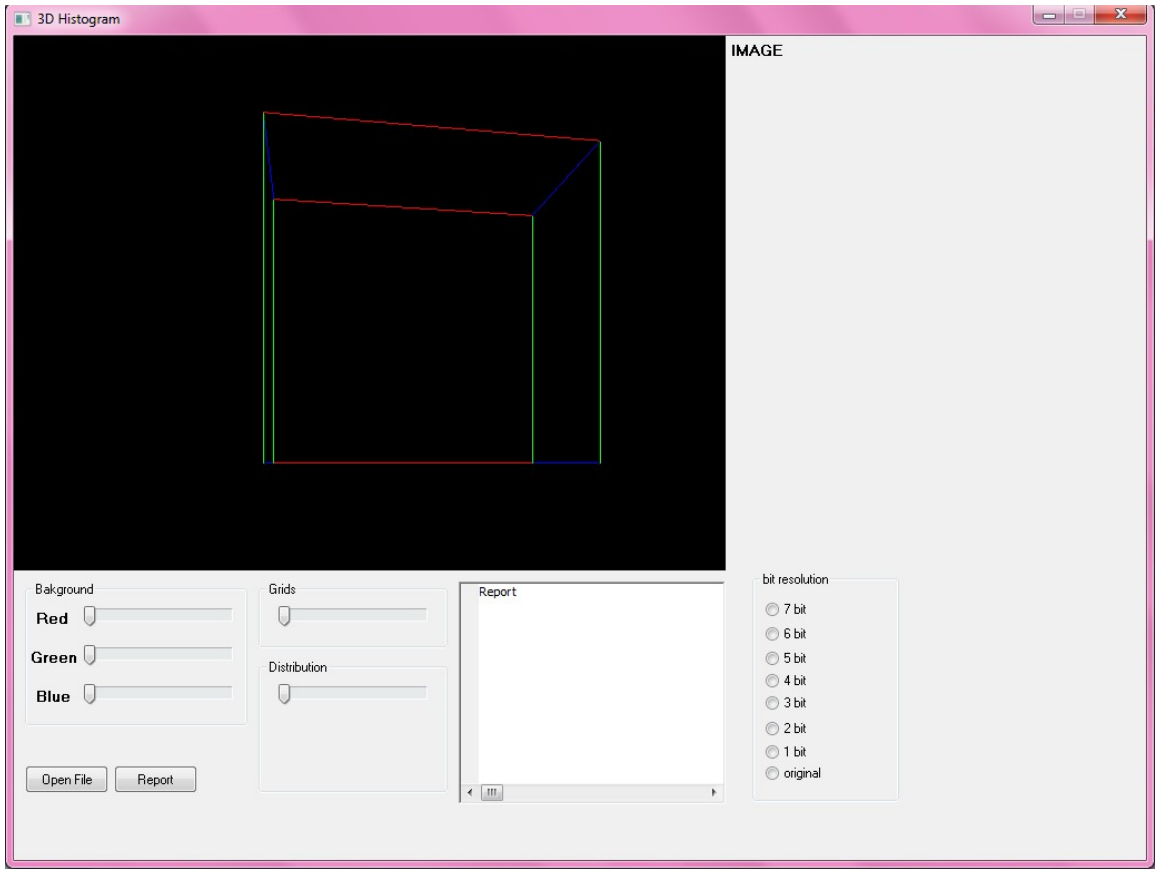 3D Histogram
IMAGE
Bakground
Red
Green
Blue
Open File
Report
Grids
Distribution
Report
bit resolution
7 bit
6 bit
5 bit
4 bit
3 bit
2 bit
1 bit
original